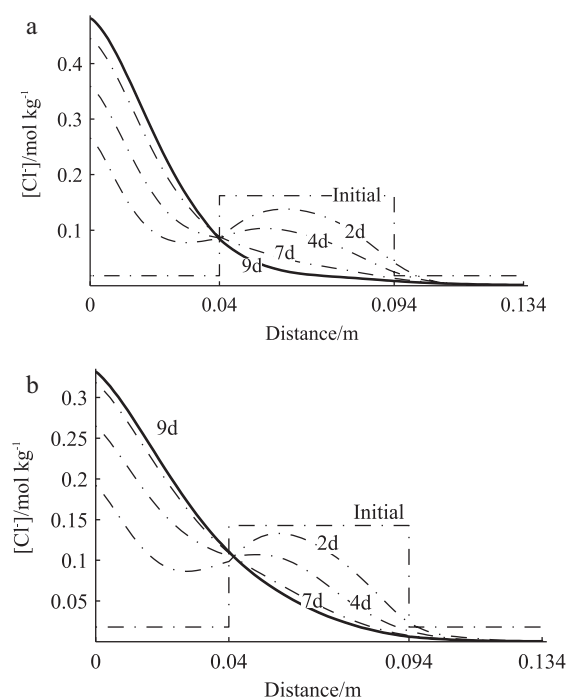 a
[Cl-]/mol kg-1
0.4
0.3
0.2
0.1
Initial
2d
4d
7d
9d
0 0.04 0.094 0.134
Distance/m
b
[Cl-]/mol kg-1
0.3
0.25
0.2
0.15
0.1
0.05
9d
Initial
2d
7d 4d
0 0.04 0.094 0.134
Distance/m